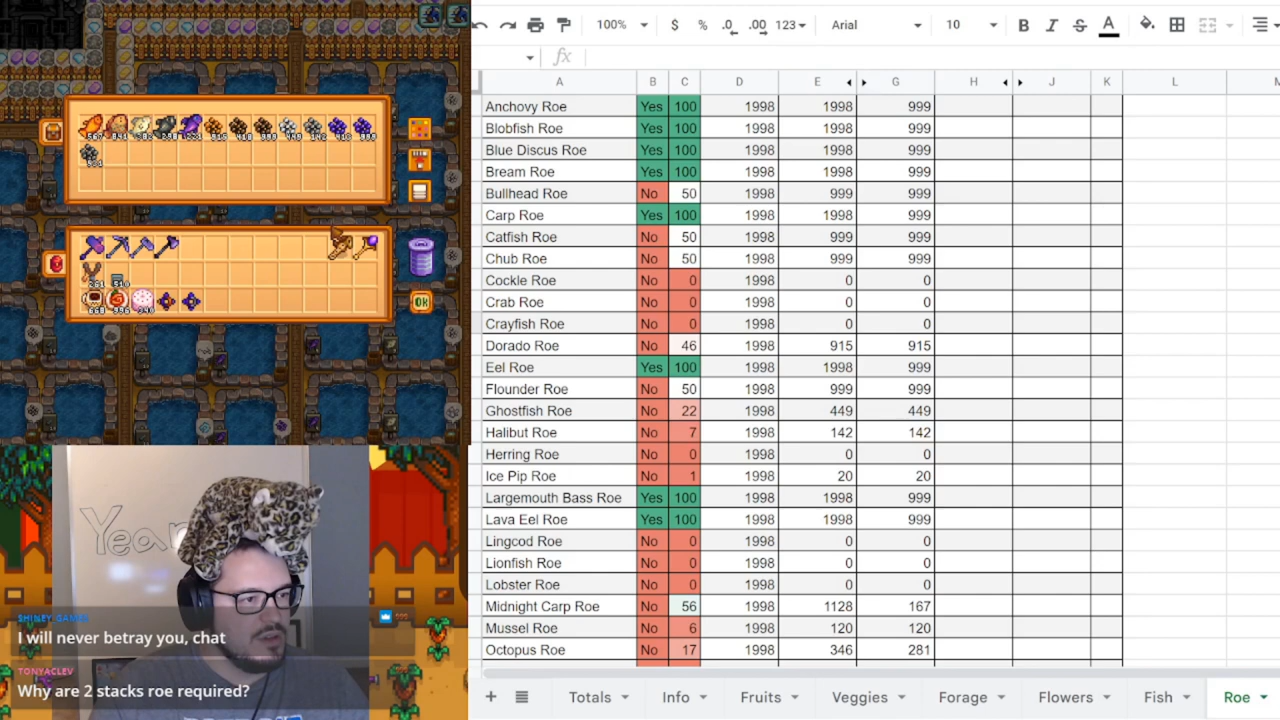 100% $ % .0 .00 123 Arial 10 B I S A
fx
A B C D E G H J K L
Anchovy Roe Yes 100 1998 1998 999
Blobfish Roe Yes 100 1998 1998 999
Blue Discus Roe Yes 100 1998 1998 999
Bream Roe Yes 100 1998 1998 999
Bullhead Roe No 50 1998 999 999
Carp Roe Yes 100 1998 1998 999
Catfish Roe No 50 1998 999 999
Chub Roe No 50 1998 999 999
Cockle Roe No 0 1998 0 0
Crab Roe No 0 1998 0 0
Crayfish Roe No 0 1998 0 0
Dorado Roe No 46 1998 915 915
Eel Roe Yes 100 1998 1998 999
Flounder Roe No 50 1998 999 999
Ghostfish Roe No 22 1998 449 449
Halibut Roe No 7 1998 142 142
Herring Roe No 0 1998 0 0
Ice Pip Roe No 1 1998 20 20
Largemouth Bass Roe Yes 100 1998 1998 999
Lava Eel Roe Yes 100 1998 1998 999
Lingcod Roe No 0 1998 0 0
Lionfish Roe No 0 1998 0 0
Lobster Roe No 0 1998 0 0
Midnight Carp Roe No 56 1998 1128 167
Mussel Roe No 6 1998 120 120
Octopus Roe No 17 1998 346 281
+ Totals Info Fruits Veggies Forage Flowers Fish Roe
OK
Year
I will never betray you, chat
TONYACLEV
Why are 2 stacks roe required?